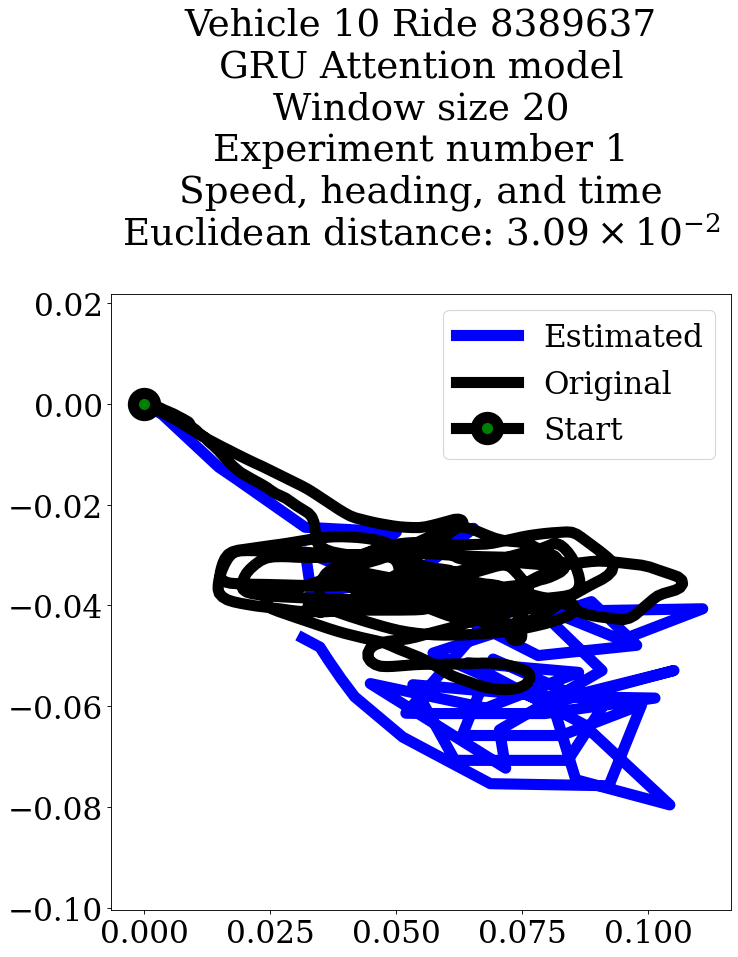 Vehicle 10 Ride 8389637
GRU Attention model
Window size 20
Experiment number 1
Speed, heading, and time
Euclidean distance: 3.09 × 10⁻²
Estimated
Original
Start
0.02
0.00
−0.02
−0.04
−0.06
−0.08
−0.10
0.000 0.025 0.050 0.075 0.100